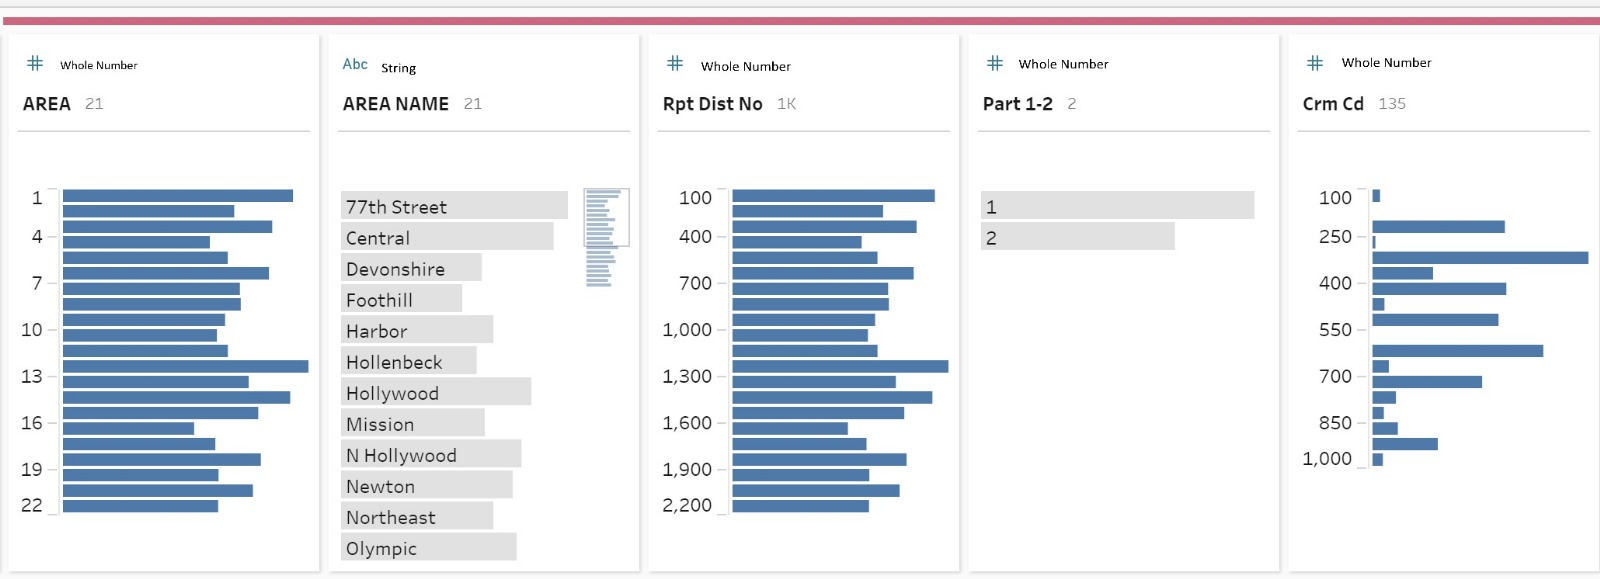 # Whole Number
AREA 21
1
4
7
10
13
16
19
22
Abc String
AREA NAME 21
77th Street
Central
Devonshire
Foothill
Harbor
Hollenbeck
Hollywood
Mission
N Hollywood
Newton
Northeast
Olympic
# Whole Number
Rpt Dist No 1K
100
400
700
1,000
1,300
1,600
1,900
2,200
# Whole Number
Part 1-2 2
1
2
# Whole Number
Crm Cd 135
100
250
400
550
700
850
1,000